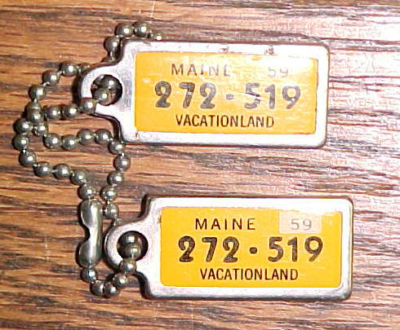 MAINE 59
272-519
VACATIONLAND
MAINE 59
272·519
VACATIONLAND